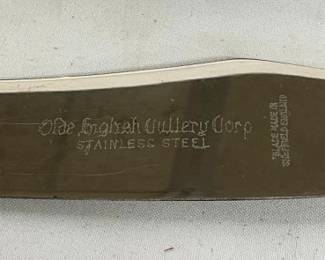 Olde English Cutlery Corp
STAINLESS STEEL
BLADE MADE IN
SHEFFIELD ENGLAND